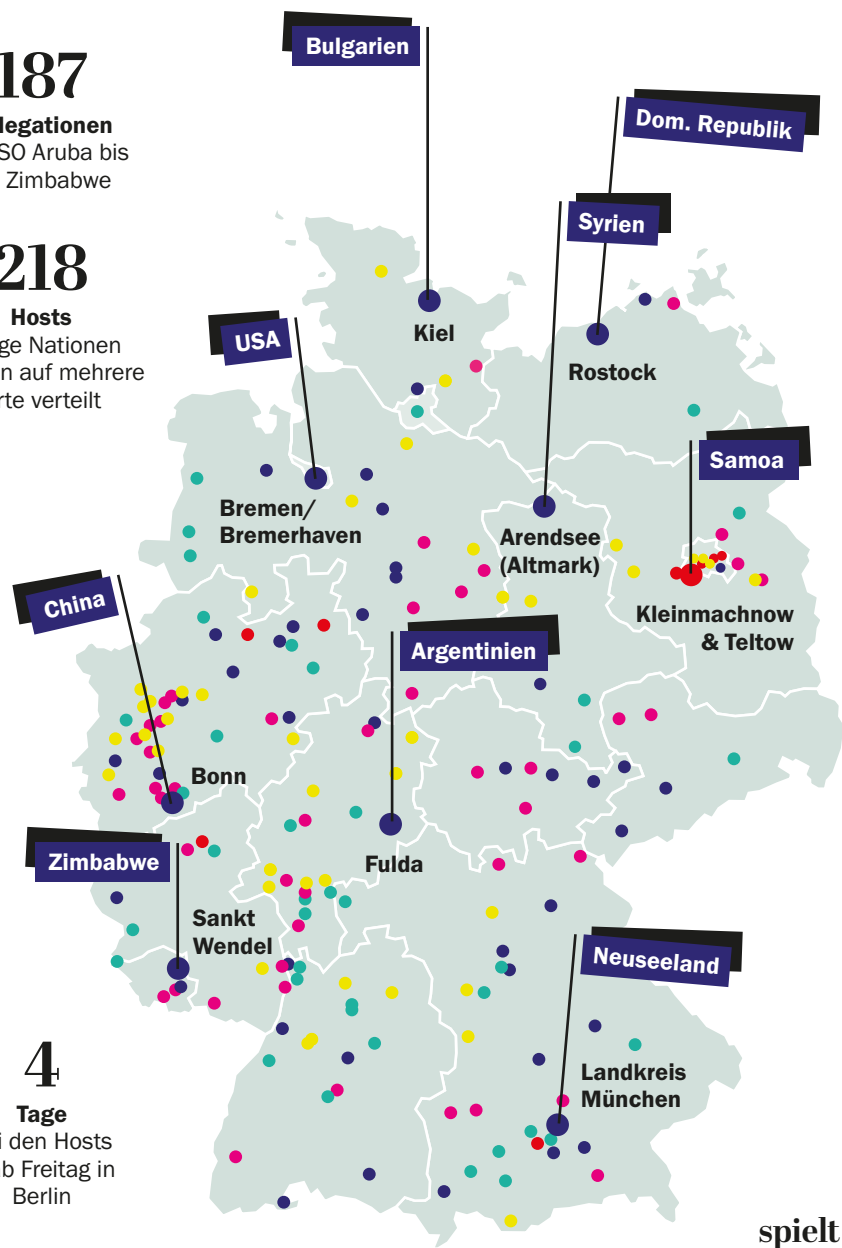 187
legationen
SO Aruba bis
Zimbabwe
218
Hosts
ge Nationen
n auf mehrere
rte verteilt
Bulgarien
Dom. Republik
Syrien
USA
Kiel
Rostock
Samoa
Bremen/
Bremerhaven
Arendsee
(Altmark)
China
Kleinmachnow
& Teltow
Argentinien
Bonn
Zimbabwe
Fulda
Sankt
Wendel
Neuseeland
Landkreis
München
4
Tage
i den Hosts
b Freitag in
Berlin
spielt